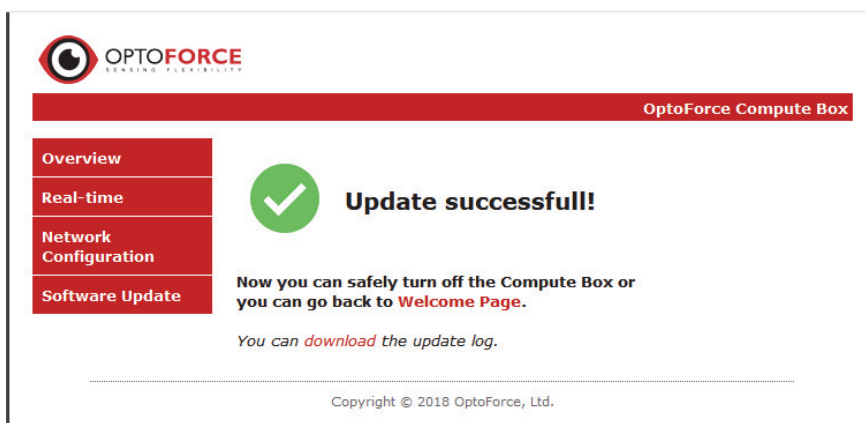 OPTOFORCE
SENSING FLEXIBILITY
OptoForce Compute Box
Overview
Real-time
Network
Configuration
Software Update
Update successfull!
Now you can safely turn off the Compute Box or
you can go back to Welcome Page.
You can download the update log.
Copyright © 2018 OptoForce, Ltd.